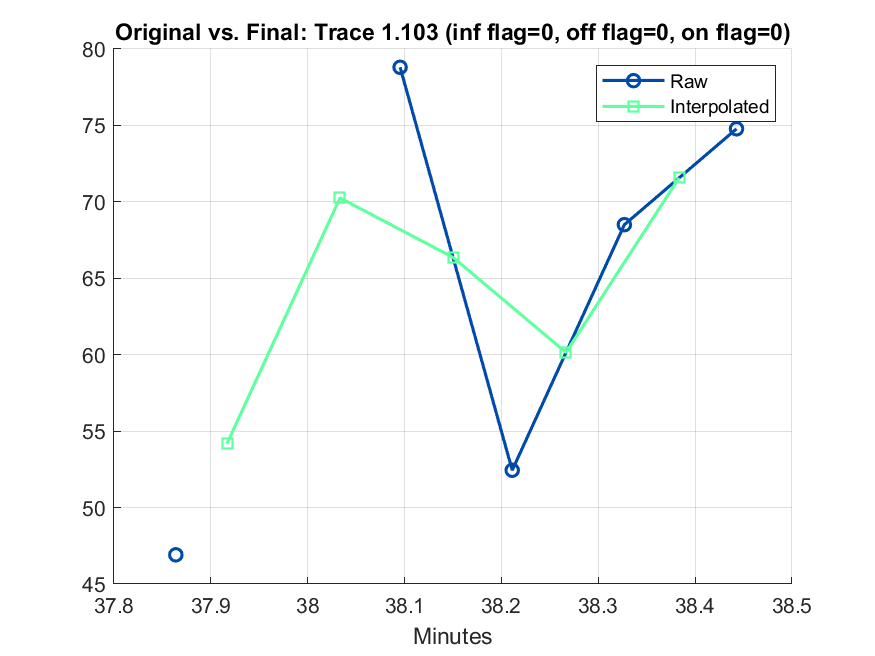 Original vs. Final: Trace 1.103 (inf flag=0, off flag=0, on flag=0)
80
75
70
65
60
55
50
45
37.8 37.9 38 38.1 38.2 38.3 38.4 38.5
Minutes
Raw
Interpolated